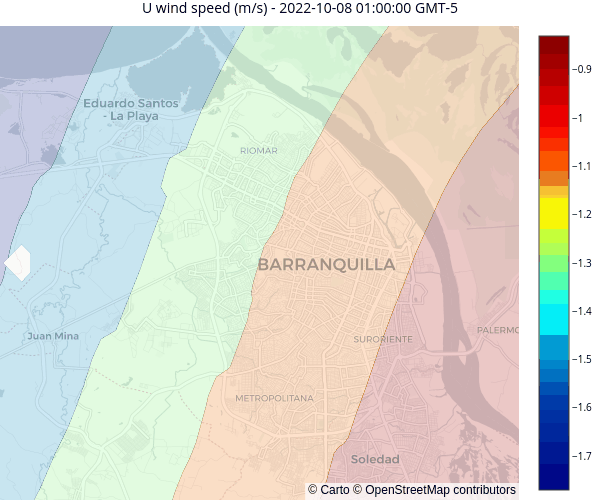 U wind speed (m/s) - 2022-10-08 01:00:00 GMT-5
Eduardo Santos
- La Playa
RIOMAR
BARRANQUILLA
Juan Mina
SURORIENTE
PALERMO
METROPOLITANA
Soledad
© Carto © OpenStreetMap contributors
−0.9
−1
−1.1
−1.2
−1.3
−1.4
−1.5
−1.6
−1.7